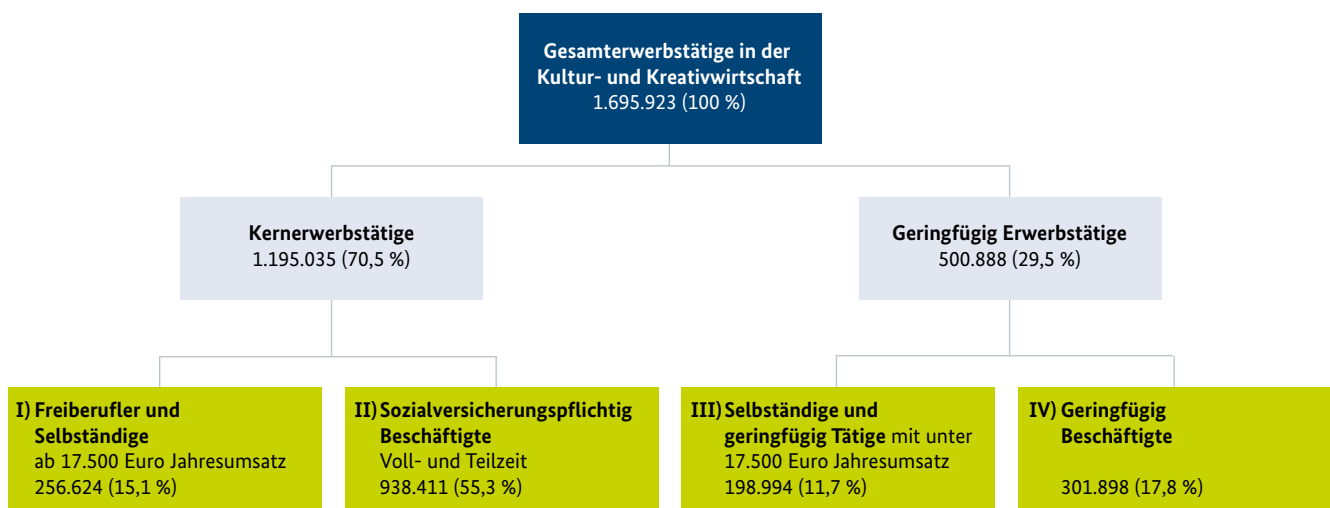 Gesamterwerbstätige in der
Kultur- und Kreativwirtschaft
1.695.923 (100 %)
Kernerwerbstätige
1.195.035 (70,5 %)
Geringfügig Erwerbstätige
500.888 (29,5 %)
I) Freiberufler und
Selbständige
ab 17.500 Euro Jahresumsatz
256.624 (15,1 %)
II) Sozialversicherungspflichtig
Beschäftigte
Voll- und Teilzeit
938.411 (55,3 %)
III) Selbständige und
geringfügig Tätige mit unter
17.500 Euro Jahresumsatz
198.994 (11,7 %)
IV) Geringfügig
Beschäftigte
301.898 (17,8 %)